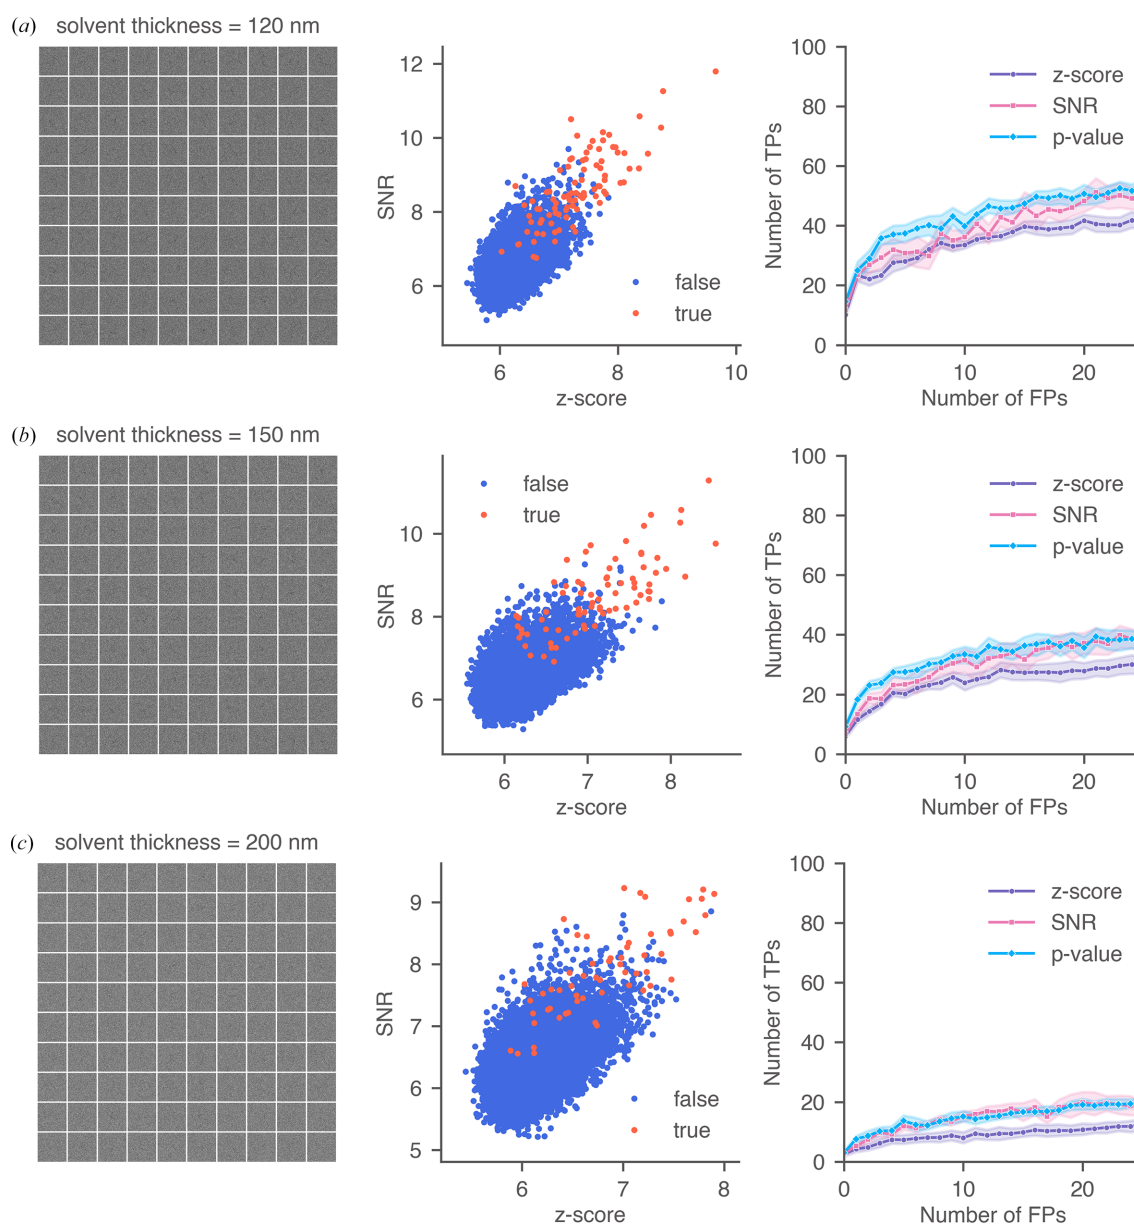 (a) solvent thickness = 120 nm
SNR
12
10
8
6
6
8
10
z-score
false
true
Number of TPs
100
80
60
40
20
0
0
10
20
Number of FPs
z-score
SNR
p-value
(b) solvent thickness = 150 nm
SNR
10
8
6
6
7
8
z-score
false
true
Number of TPs
100
80
60
40
20
0
0
10
20
Number of FPs
z-score
SNR
p-value
(c) solvent thickness = 200 nm
SNR
9
8
7
6
5
6
7
8
z-score
false
true
Number of TPs
100
80
60
40
20
0
0
10
20
Number of FPs
z-score
SNR
p-value